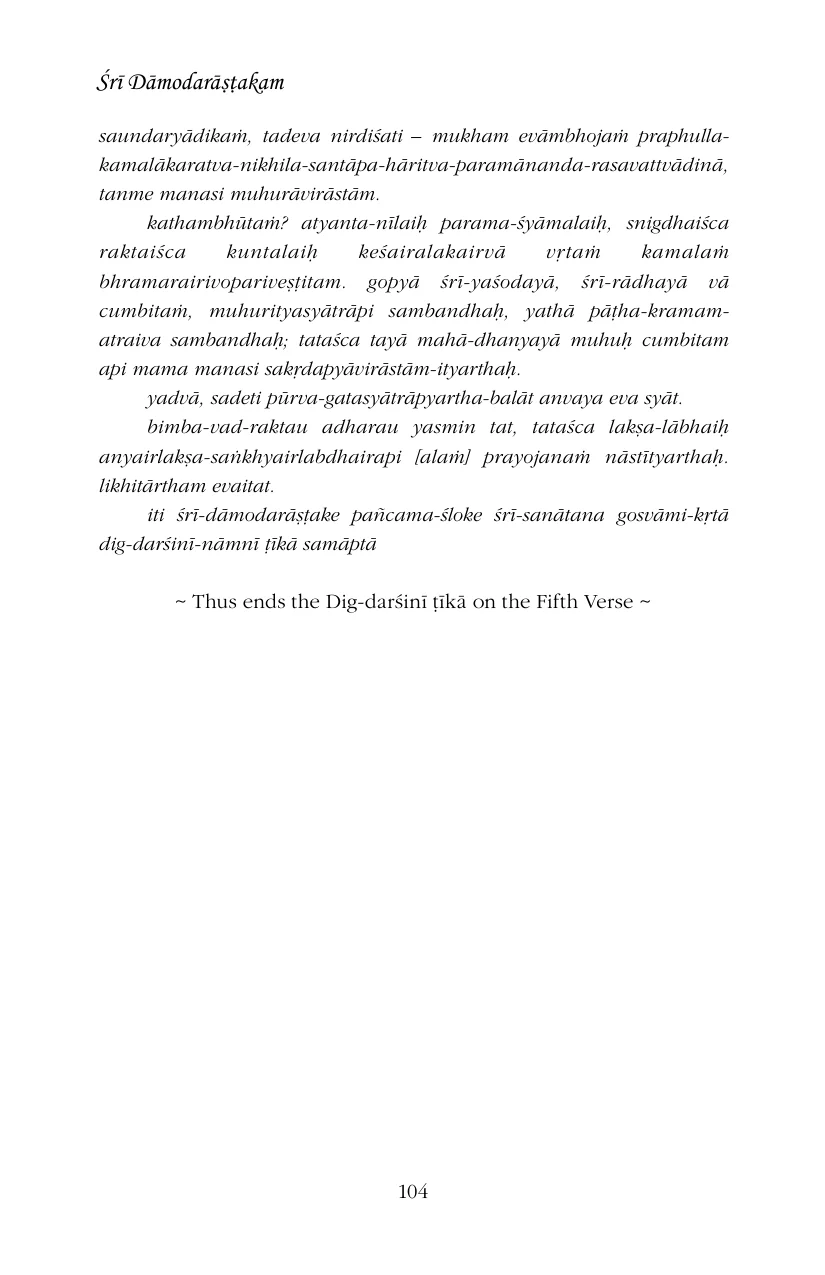 Śrī Dāmodarāṣṭakam
saundaryādikaṁ, tadeva nirdiśati – mukham evāmbhojaṁ praphulla-
kamalākaratva-nikhila-santāpa-hāritva-paramānanda-rasavattvādinā,
tanme manasi muhurāvirāstām.
kathambhūtaṁ? atyanta-nīlaiḥ parama-śyāmalaiḥ, snigdhaiśca
raktaiśca kuntalaiḥ keśairalakairvā vṛtaṁ kamalaṁ
bhramarairivopariveṣṭitam. gopyā śrī-yaśodayā, śrī-rādhayā vā
cumbitaṁ, muhurityasyātrāpi sambandhaḥ, yathā pāṭha-kramam-
atraiva sambandhaḥ; tataśca tayā mahā-dhanyayā muhuḥ cumbitam
api mama manasi sakṛdapyāvirāstām-ityarthaḥ.
yadvā, sadeti pūrva-gatasyātrāpyartha-balāt anvaya eva syāt.
bimba-vad-raktau adharau yasmin tat, tataśca lakṣa-lābhaiḥ
anyairlakṣa-saṅkhyairlabdhairapi [alaṁ] prayojanaṁ nāstītyarthaḥ.
likhitārtham evaitat.
iti śrī-dāmodarāṣṭake pañcama-śloke śrī-sanātana gosvāmi-kṛtā
dig-darśinī-nāmnī ṭīkā samāptā
~ Thus ends the Dig-darśinī ṭīkā on the Fifth Verse ~
104